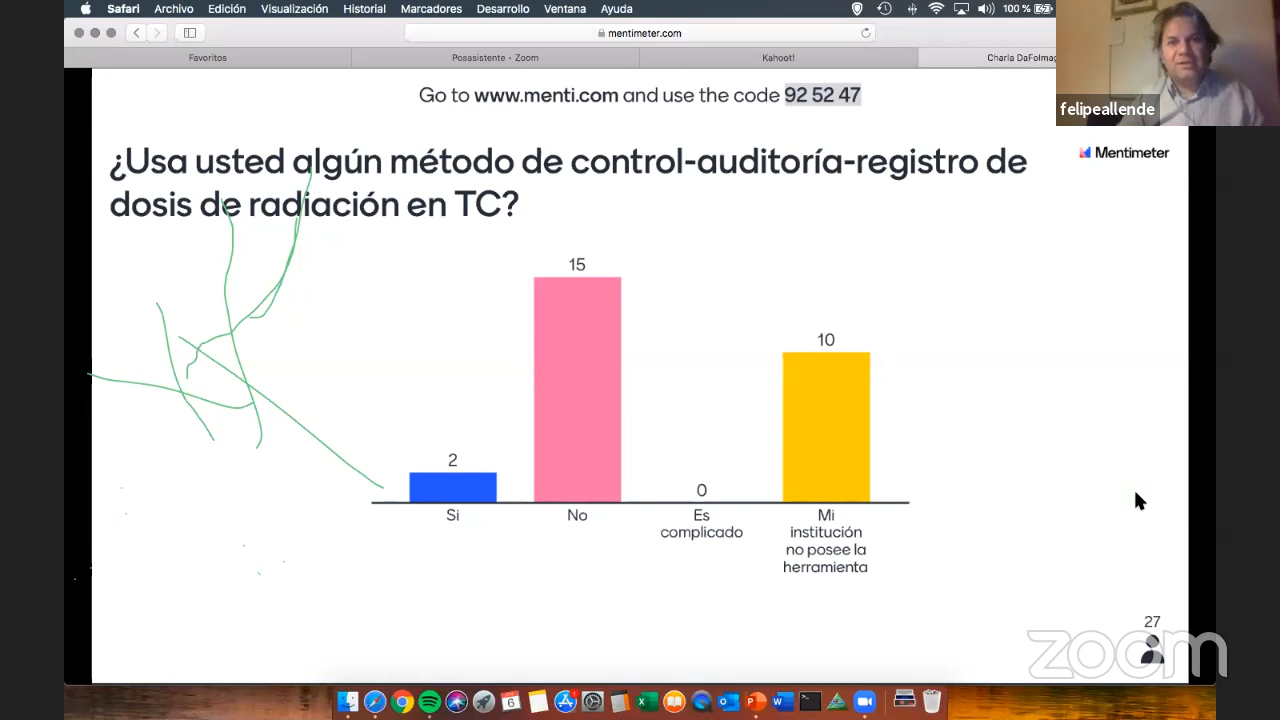 Safari Archivo Edición Visualización Historial Marcadores Desarrollo Ventana Ayuda 100 %
mentimeter.com
Favoritos Posasistente - Zoom Kahoot! Charla DaFoImag
felipeallende
Go to www.menti.com and use the code 92 52 47
Mentimeter
¿Usa usted algún método de control-auditoría-registro de
dosis de radiación en TC?
15
10
2
0
Si No Es Mi
complicado institución
no posee la
herramienta
27
zoom
6